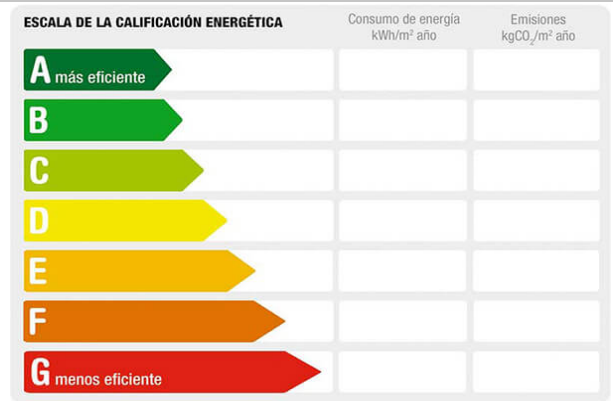 ESCALA DE LA CALIFICACIÓN ENERGÉTICA
Consumo de energía
kWh/m² año
Emisiones
kgCO₂/m² año
A más eficiente
B
C
D
E
F
G menos eficiente